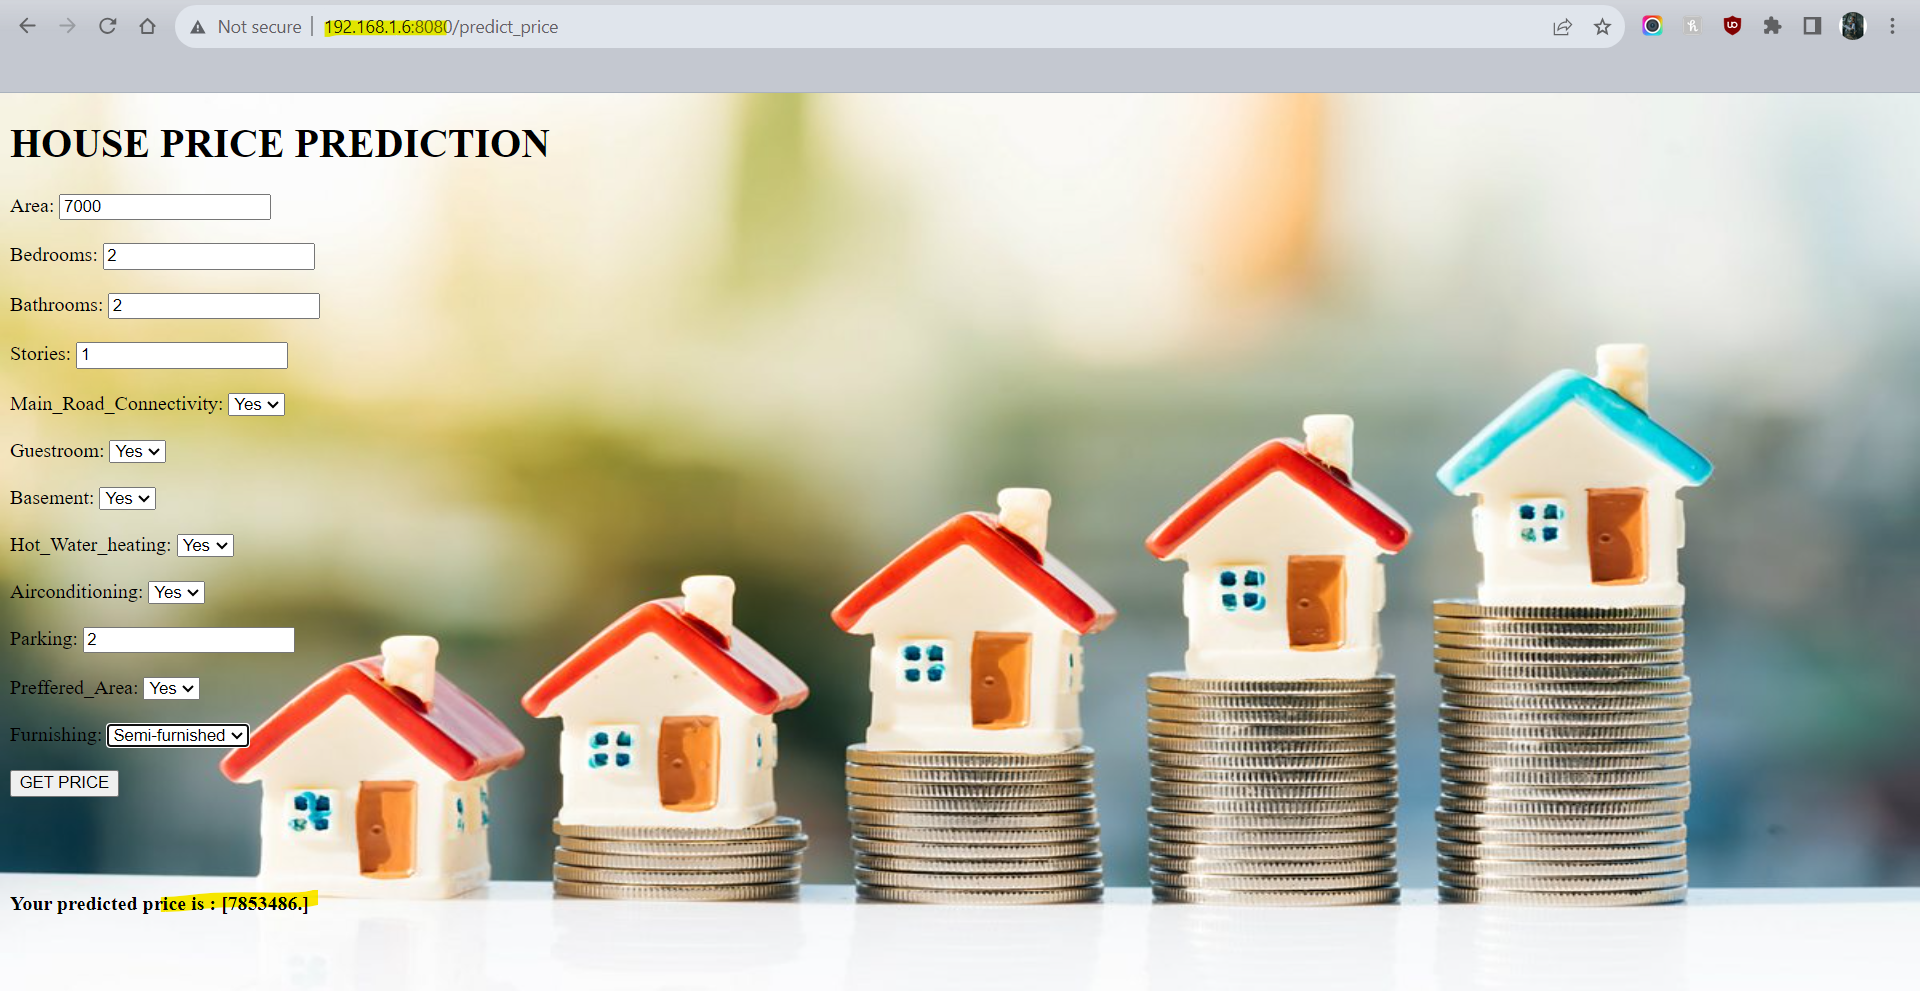 Not secure | 192.168.1.6:8080/predict_price
HOUSE PRICE PREDICTION
Area: 7000
Bedrooms: 2
Bathrooms: 2
Stories: 1
Main_Road_Connectivity: Yes
Guestroom: Yes
Basement: Yes
Hot_Water_heating: Yes
Airconditioning: Yes
Parking: 2
Preffered_Area: Yes
Furnishing: Semi-furnished
GET PRICE
Your predicted price is : [7853486.]